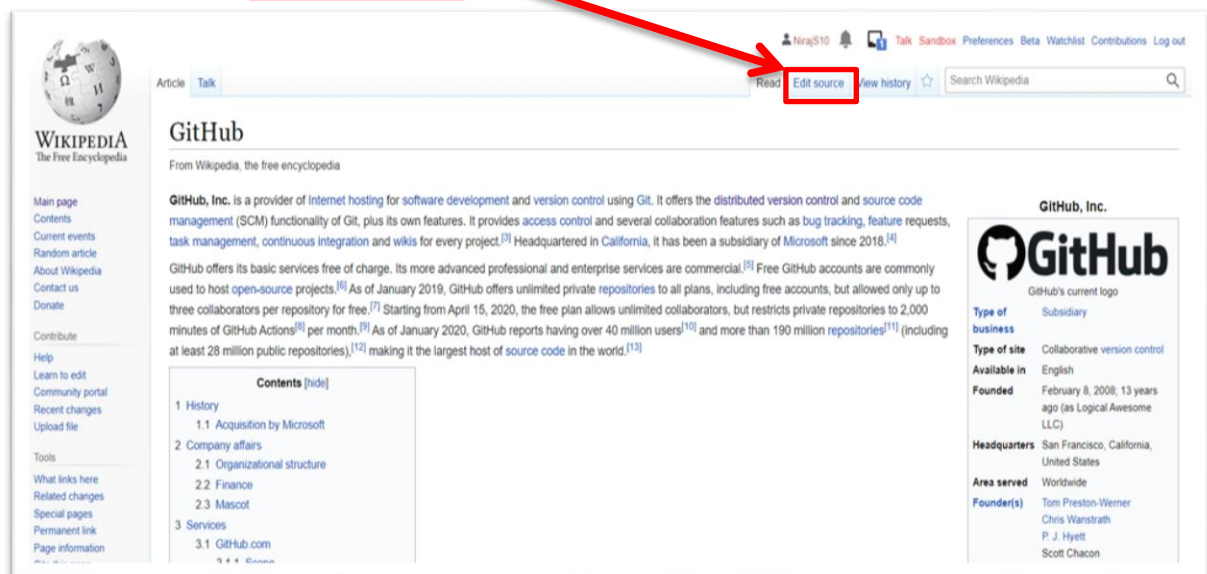 NirajS10 Talk Sandbox Preferences Beta Watchlist Contributions Log out
Article Talk
Read Edit source View history Search Wikipedia
WIKIPEDIA
The Free Encyclopedia
Main page
Contents
Current events
Random article
About Wikipedia
Contact us
Donate
Contribute
Help
Learn to edit
Community portal
Recent changes
Upload file
Tools
What links here
Related changes
Special pages
Permanent link
Page information
GitHub
From Wikipedia, the free encyclopedia
GitHub, Inc. is a provider of Internet hosting for software development and version control using Git. It offers the distributed version control and source code
management (SCM) functionality of Git, plus its own features. It provides access control and several collaboration features such as bug tracking, feature requests,
task management, continuous integration and wikis for every project.[3] Headquartered in California, it has been a subsidiary of Microsoft since 2018.[4]
GitHub offers its basic services free of charge. Its more advanced professional and enterprise services are commercial.[5] Free GitHub accounts are commonly
used to host open-source projects.[6] As of January 2019, GitHub offers unlimited private repositories to all plans, including free accounts, but allowed only up to
three collaborators per repository for free.[7] Starting from April 15, 2020, the free plan allows unlimited collaborators, but restricts private repositories to 2,000
minutes of GitHub Actions[8] per month.[9] As of January 2020, GitHub reports having over 40 million users[10] and more than 190 million repositories[11] (including
at least 28 million public repositories),[12] making it the largest host of source code in the world.[13]
Contents [hide]
1 History
1.1 Acquisition by Microsoft
2 Company affairs
2.1 Organizational structure
2.2 Finance
2.3 Mascot
3 Services
3.1 GitHub.com
GitHub, Inc.
GitHub
GitHub's current logo
Type of business Subsidiary
Type of site Collaborative version control
Available in English
Founded February 8, 2008; 13 years
ago (as Logical Awesome
LLC)
Headquarters San Francisco, California,
United States
Area served Worldwide
Founder(s) Tom Preston-Werner
Chris Wanstrath
P. J. Hyett
Scott Chacon